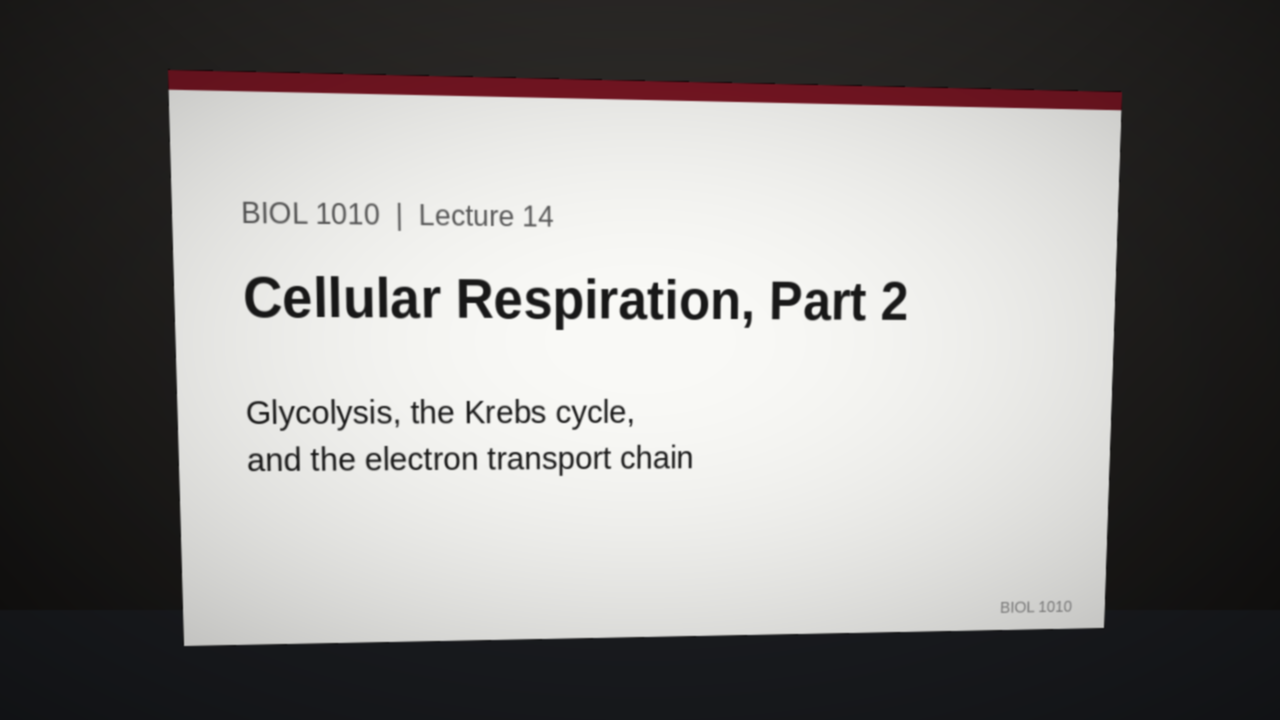 BIOL 1010 | Lecture 14
Cellular Respiration, Part 2
Glycolysis, the Krebs cycle,
and the electron transport chain
BIOL 1010